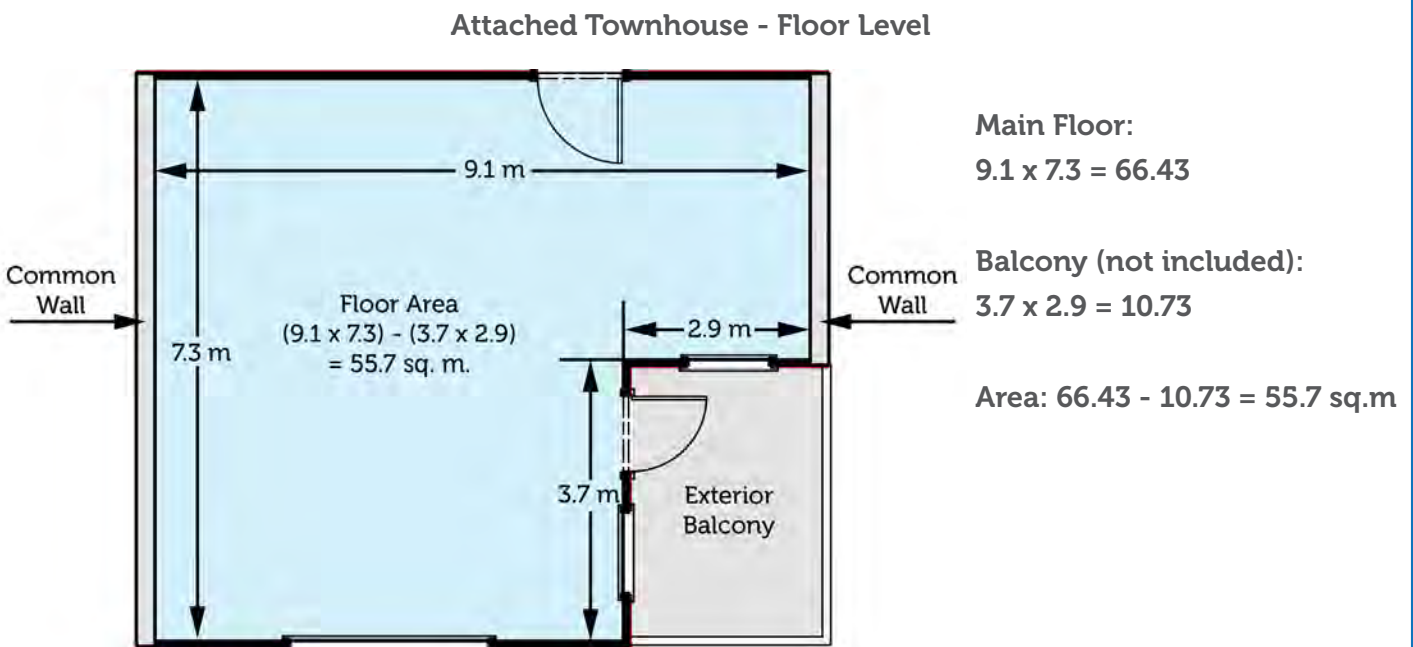 Attached Townhouse - Floor Level
9.1 m
Main Floor:
9.1 x 7.3 = 66.43
Common
Wall
7.3 m
Floor Area
(9.1 x 7.3) - (3.7 x 2.9)
= 55.7 sq. m.
2.9 m
Common
Wall
Balcony (not included):
3.7 x 2.9 = 10.73
Area: 66.43 - 10.73 = 55.7 sq.m
3.7 m
Exterior
Balcony